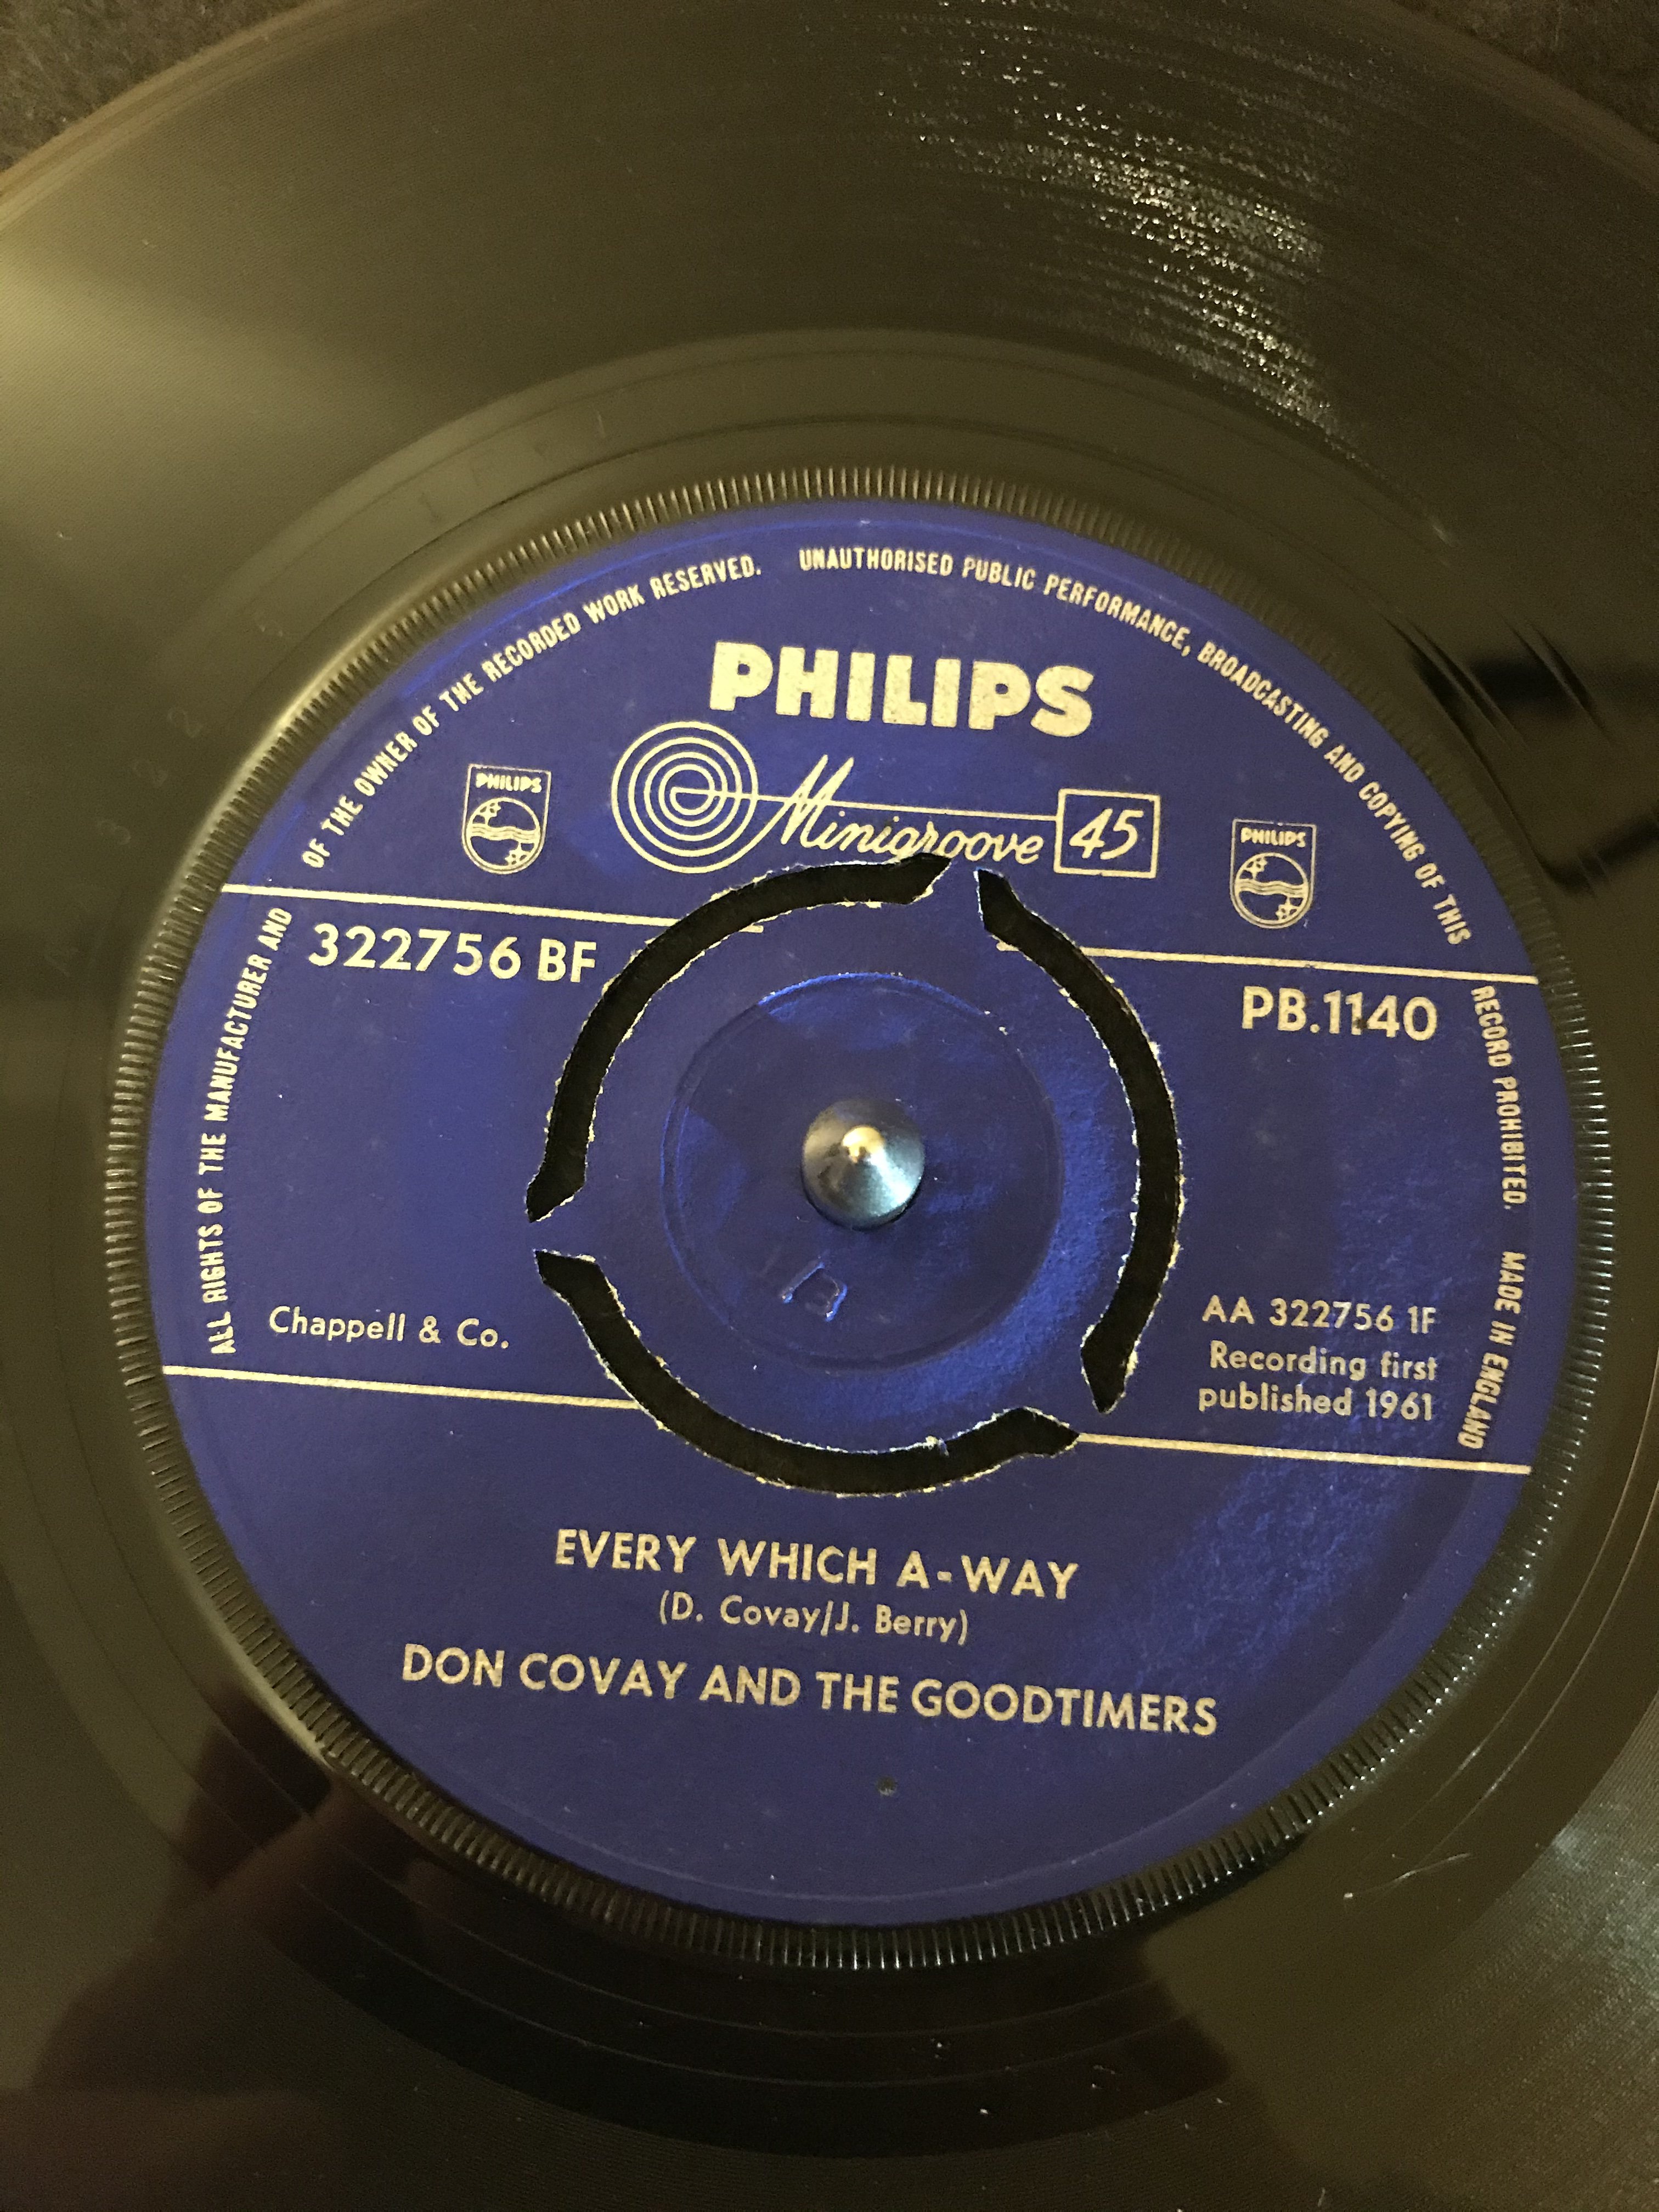 ALL RIGHTS OF THE MANUFACTURER AND OF THE OWNER OF THE RECORDED WORK RESERVED. UNAUTHORISED PUBLIC PERFORMANCE, BROADCASTING AND COPYING OF THIS RECORD PROHIBITED. MADE IN ENGLAND
PHILIPS
Minigroove 45
PHILIPS
PHILIPS
322756 BF
PB.1140
Chappell & Co.
AA 322756 1F
Recording first
published 1961
EVERY WHICH A-WAY
(D. Covay/J. Berry)
DON COVAY AND THE GOODTIMERS